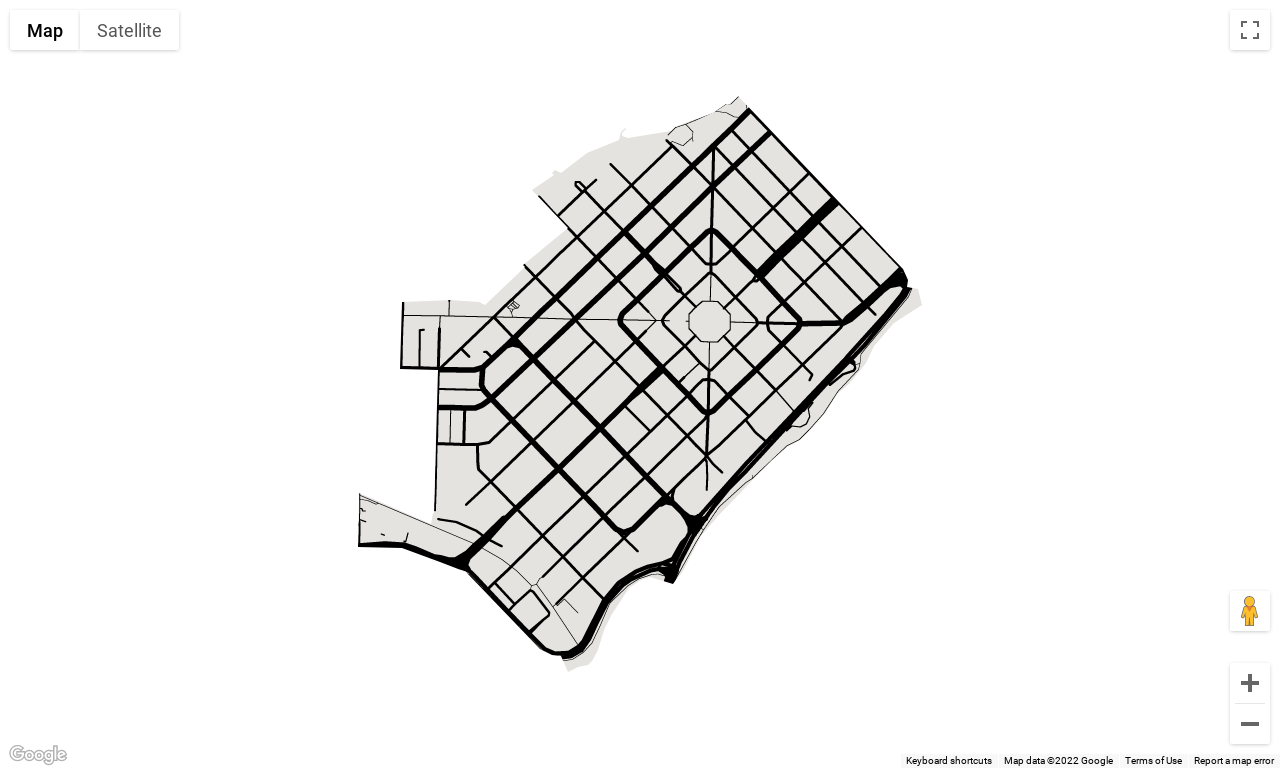 Map Satellite
Google
Keyboard shortcuts Map data ©2022 Google Terms of Use Report a map error